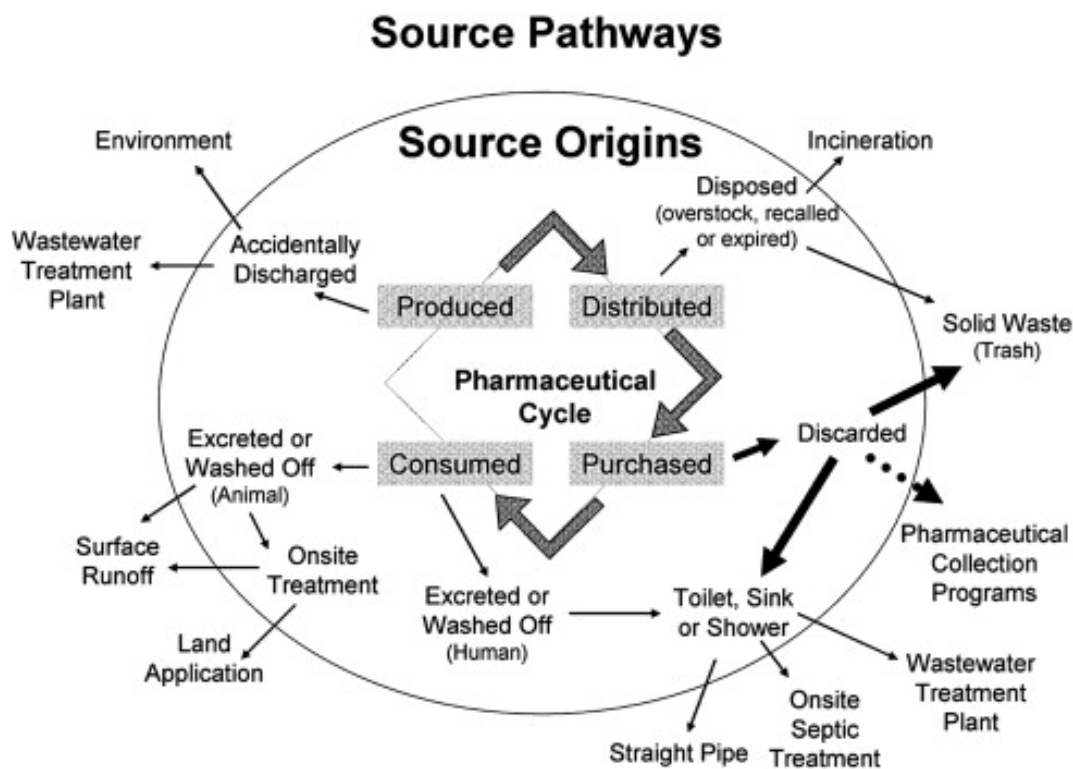 Source Pathways
Source Origins
Environment
Incineration
Disposed
(overstock, recalled
or expired)
Wastewater
Treatment
Plant
Accidentally
Discharged
Produced
Distributed
Solid Waste
(Trash)
Pharmaceutical
Cycle
Discarded
Excreted or
Washed Off
(Animal)
Consumed
Purchased
Surface
Runoff
Onsite
Treatment
Pharmaceutical
Collection
Programs
Excreted or
Washed Off
(Human)
Toilet, Sink
or Shower
Land
Application
Wastewater
Treatment
Plant
Onsite
Septic
Treatment
Straight Pipe